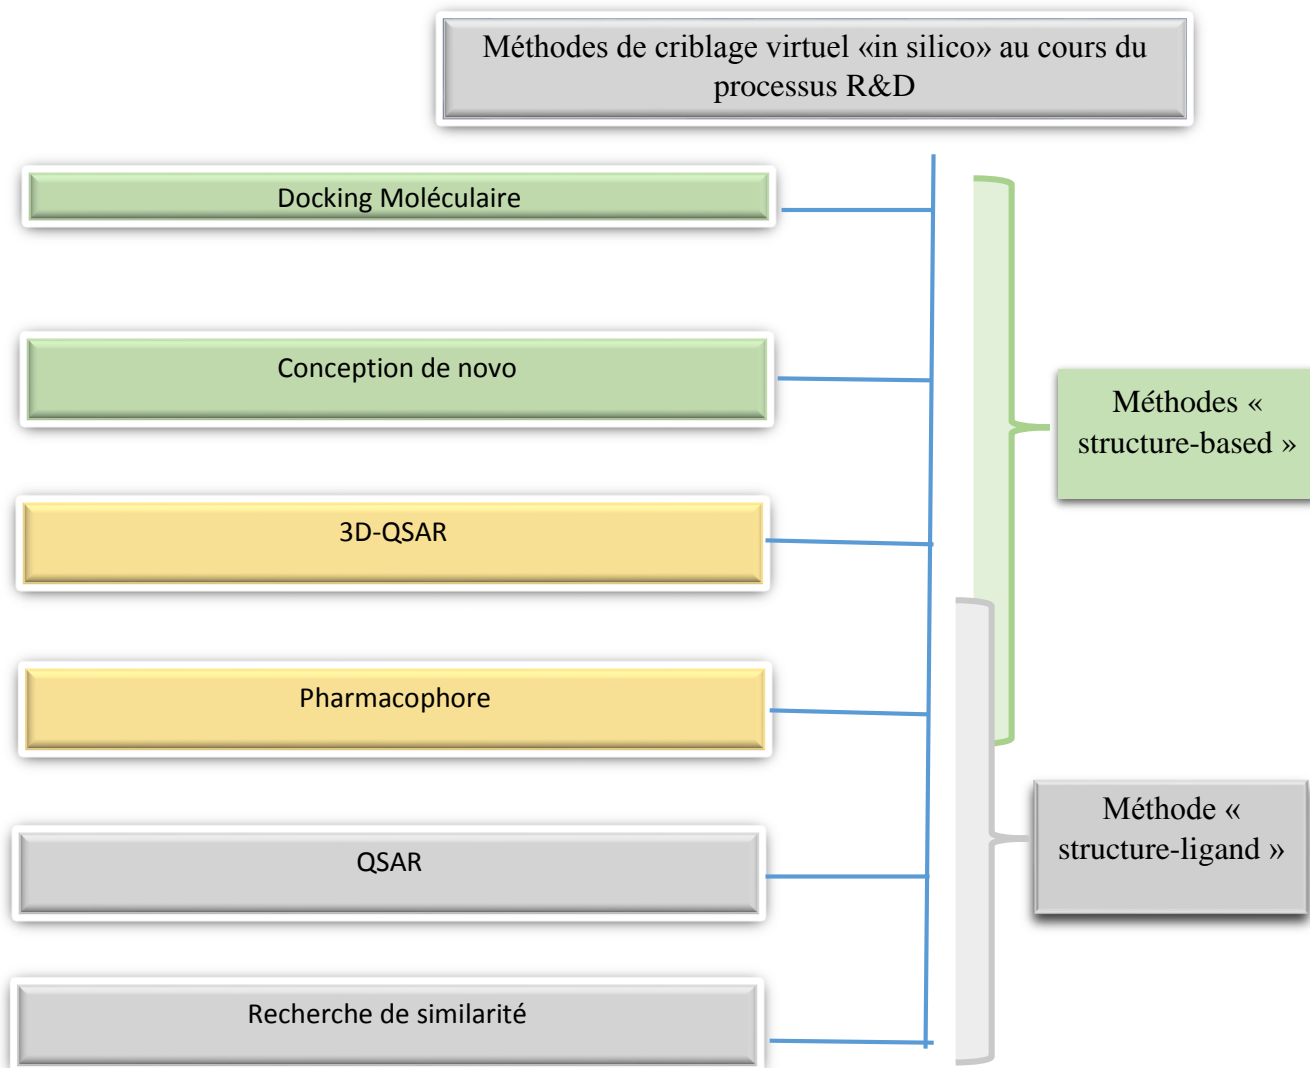 Méthodes de criblage virtuel «in silico» au cours du
processus R&D
Docking Moléculaire
Conception de novo
3D-QSAR
Pharmacophore
QSAR
Recherche de similarité
Méthodes «
structure-based »
Méthode «
structure-ligand »